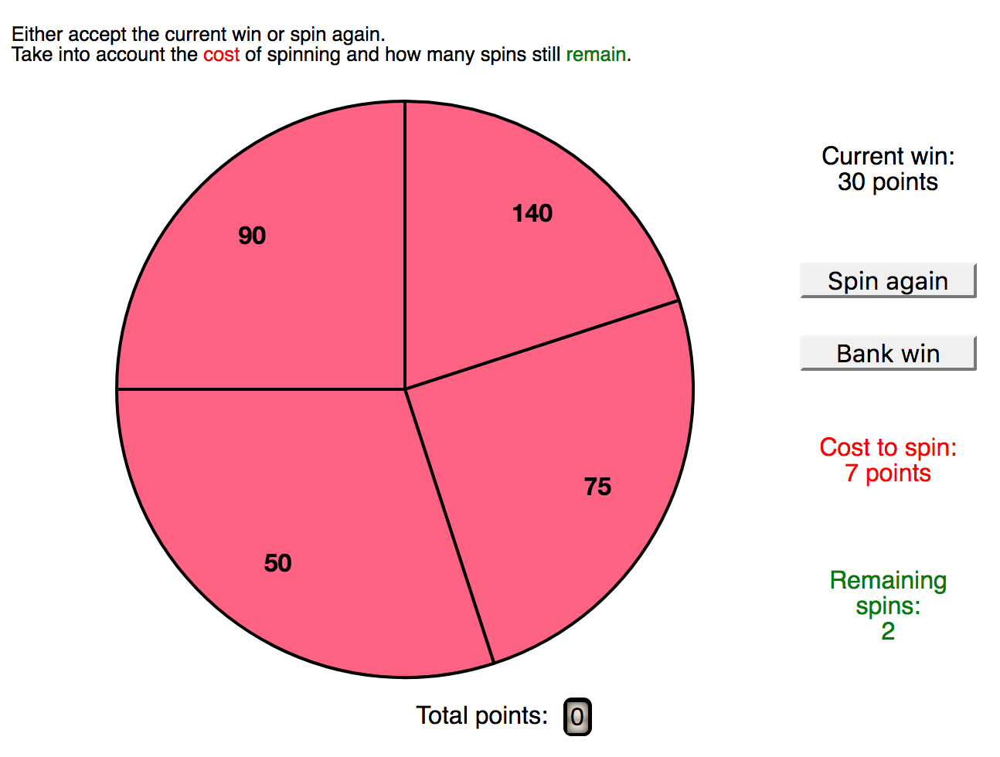 Either accept the current win or spin again.
Take into account the cost of spinning and how many spins still remain.
90
140
75
50
Current win:
30 points
Spin again
Bank win
Cost to spin:
7 points
Remaining
spins:
2
Total points: 0